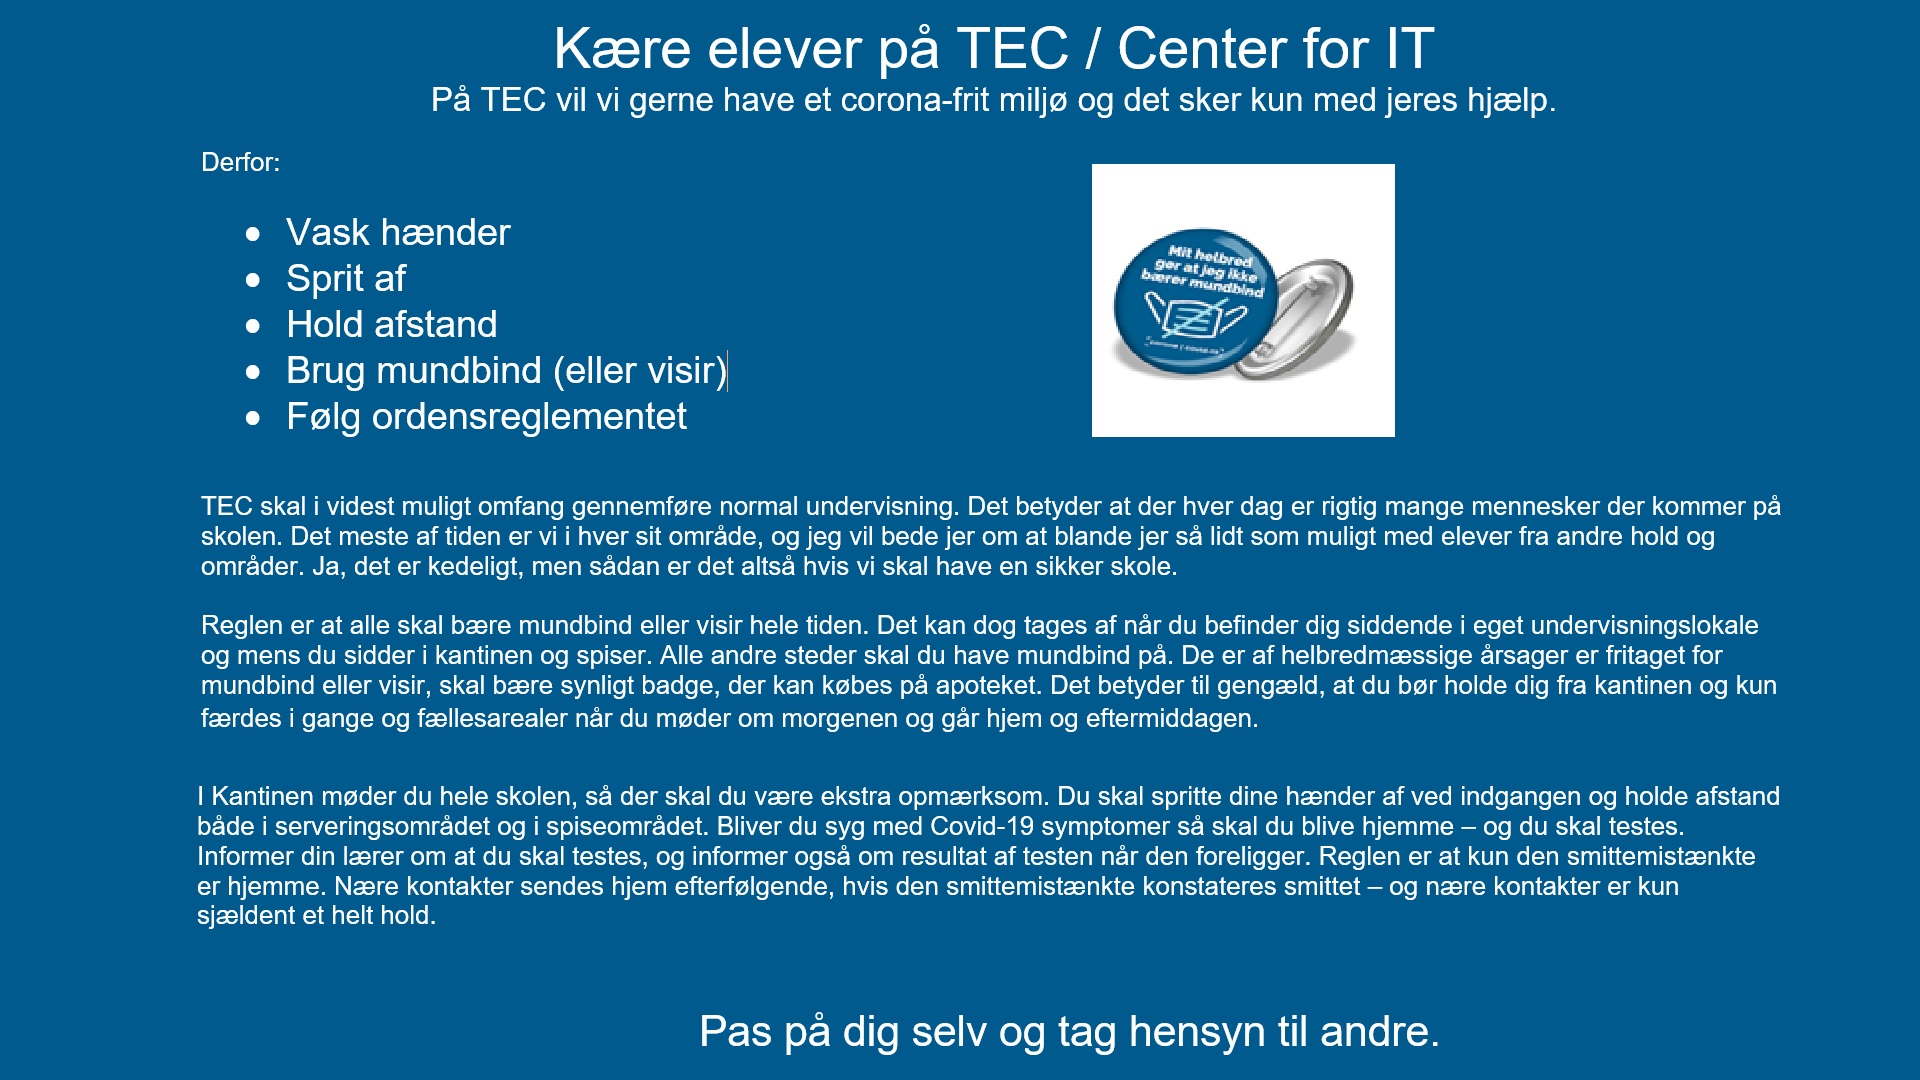 Kære elever på TEC / Center for IT
På TEC vil vi gerne have et corona-frit miljø og det sker kun med jeres hjælp.
Derfor:
• Vask hænder
• Sprit af
• Hold afstand
• Brug mundbind (eller visir)
• Følg ordensreglementet
Mit helbred
gør at jeg ikke
bærer mundbind
TEC skal i videst muligt omfang gennemføre normal undervisning. Det betyder at der hver dag er rigtig mange mennesker der kommer på
skolen. Det meste af tiden er vi i hver sit område, og jeg vil bede jer om at blande jer så lidt som muligt med elever fra andre hold og
områder. Ja, det er kedeligt, men sådan er det altså hvis vi skal have en sikker skole.
Reglen er at alle skal bære mundbind eller visir hele tiden. Det kan dog tages af når du befinder dig siddende i eget undervisningslokale
og mens du sidder i kantinen og spiser. Alle andre steder skal du have mundbind på. De er af helbredmæssige årsager er fritaget for
mundbind eller visir, skal bære synligt badge, der kan købes på apoteket. Det betyder til gengæld, at du bør holde dig fra kantinen og kun
færdes i gange og fællesarealer når du møder om morgenen og går hjem og eftermiddagen.
I Kantinen møder du hele skolen, så der skal du være ekstra opmærksom. Du skal spritte dine hænder af ved indgangen og holde afstand
både i serveringsområdet og i spiseområdet. Bliver du syg med Covid-19 symptomer så skal du blive hjemme – og du skal testes.
Informer din lærer om at du skal testes, og informer også om resultat af testen når den foreligger. Reglen er at kun den smittemistænkte
er hjemme. Nære kontakter sendes hjem efterfølgende, hvis den smittemistænkte konstateres smittet – og nære kontakter er kun
sjældent et helt hold.
Pas på dig selv og tag hensyn til andre.